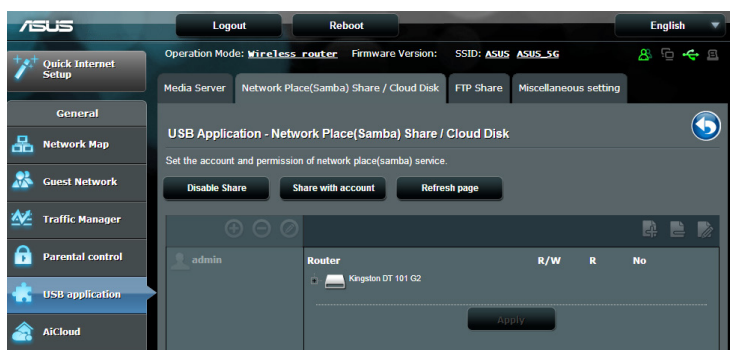 ASUS
Logout
Reboot
English
Quick Internet Setup
Operation Mode: Wireless router Firmware Version: SSID: ASUS ASUS_5G
Media Server
Network Place(Samba) Share / Cloud Disk
FTP Share
Miscellaneous setting
General
Network Map
Guest Network
Traffic Manager
Parental control
USB application
AiCloud
USB Application - Network Place(Samba) Share / Cloud Disk
Set the account and permission of network place(samba) service.
Disable Share
Share with account
Refresh page
admin
Router R/W R No
Kingston DT 101 G2
Apply